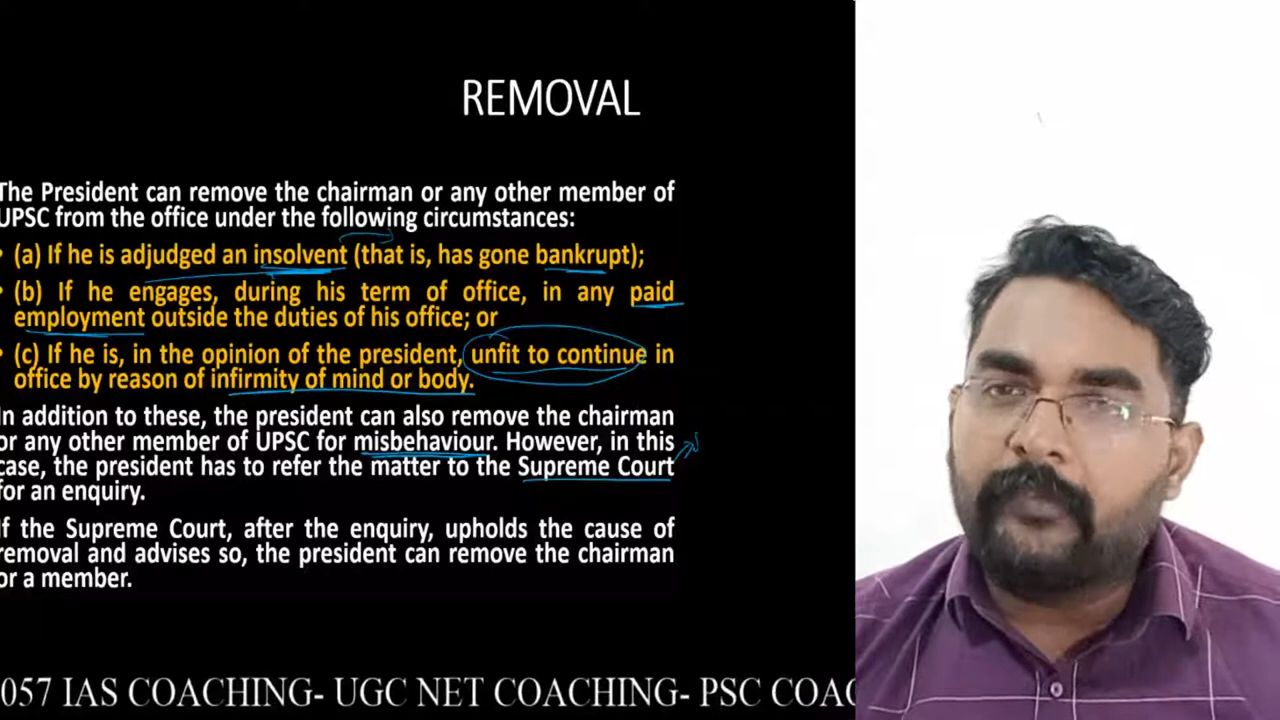 REMOVAL
The President can remove the chairman or any other member of
UPSC from the office under the following circumstances:
• (a) If he is adjudged an insolvent (that is, has gone bankrupt);
• (b) If he engages, during his term of office, in any paid
employment outside the duties of his office; or
• (c) If he is, in the opinion of the president, unfit to continue in
office by reason of infirmity of mind or body.
In addition to these, the president can also remove the chairman
or any other member of UPSC for misbehaviour. However, in this
case, the president has to refer the matter to the Supreme Court
for an enquiry.
If the Supreme Court, after the enquiry, upholds the cause of
removal and advises so, the president can remove the chairman
or a member.
057 IAS COACHING- UGC NET COACHING- PSC COAC